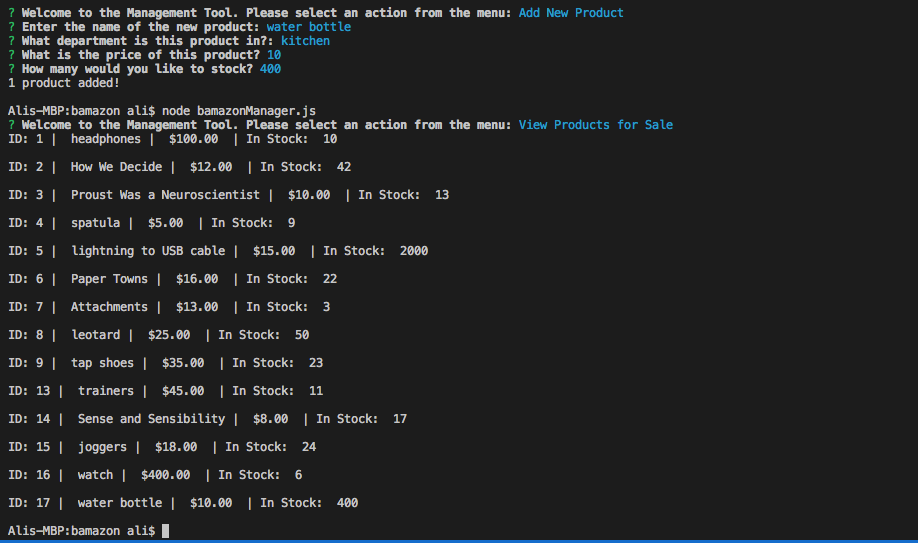 ? Welcome to the Management Tool. Please select an action from the menu: Add New Product
? Enter the name of the new product: water bottle
? What department is this product in?: kitchen
? What is the price of this product? 10
? How many would you like to stock? 400
1 product added!
Alis-MBP:bamazon ali$ node bamazonManager.js
? Welcome to the Management Tool. Please select an action from the menu: View Products for Sale
ID: 1 |  headphones |  $100.00  | In Stock:  10
ID: 2 |  How We Decide |  $12.00  | In Stock:  42
ID: 3 |  Proust Was a Neuroscientist |  $10.00  | In Stock:  13
ID: 4 |  spatula |  $5.00  | In Stock:  9
ID: 5 |  lightning to USB cable |  $15.00  | In Stock:  2000
ID: 6 |  Paper Towns |  $16.00  | In Stock:  22
ID: 7 |  Attachments |  $13.00  | In Stock:  3
ID: 8 |  leotard |  $25.00  | In Stock:  50
ID: 9 |  tap shoes |  $35.00  | In Stock:  23
ID: 13 |  trainers |  $45.00  | In Stock:  11
ID: 14 |  Sense and Sensibility |  $8.00  | In Stock:  17
ID: 15 |  joggers |  $18.00  | In Stock:  24
ID: 16 |  watch |  $400.00  | In Stock:  6
ID: 17 |  water bottle |  $10.00  | In Stock:  400
Alis-MBP:bamazon ali$